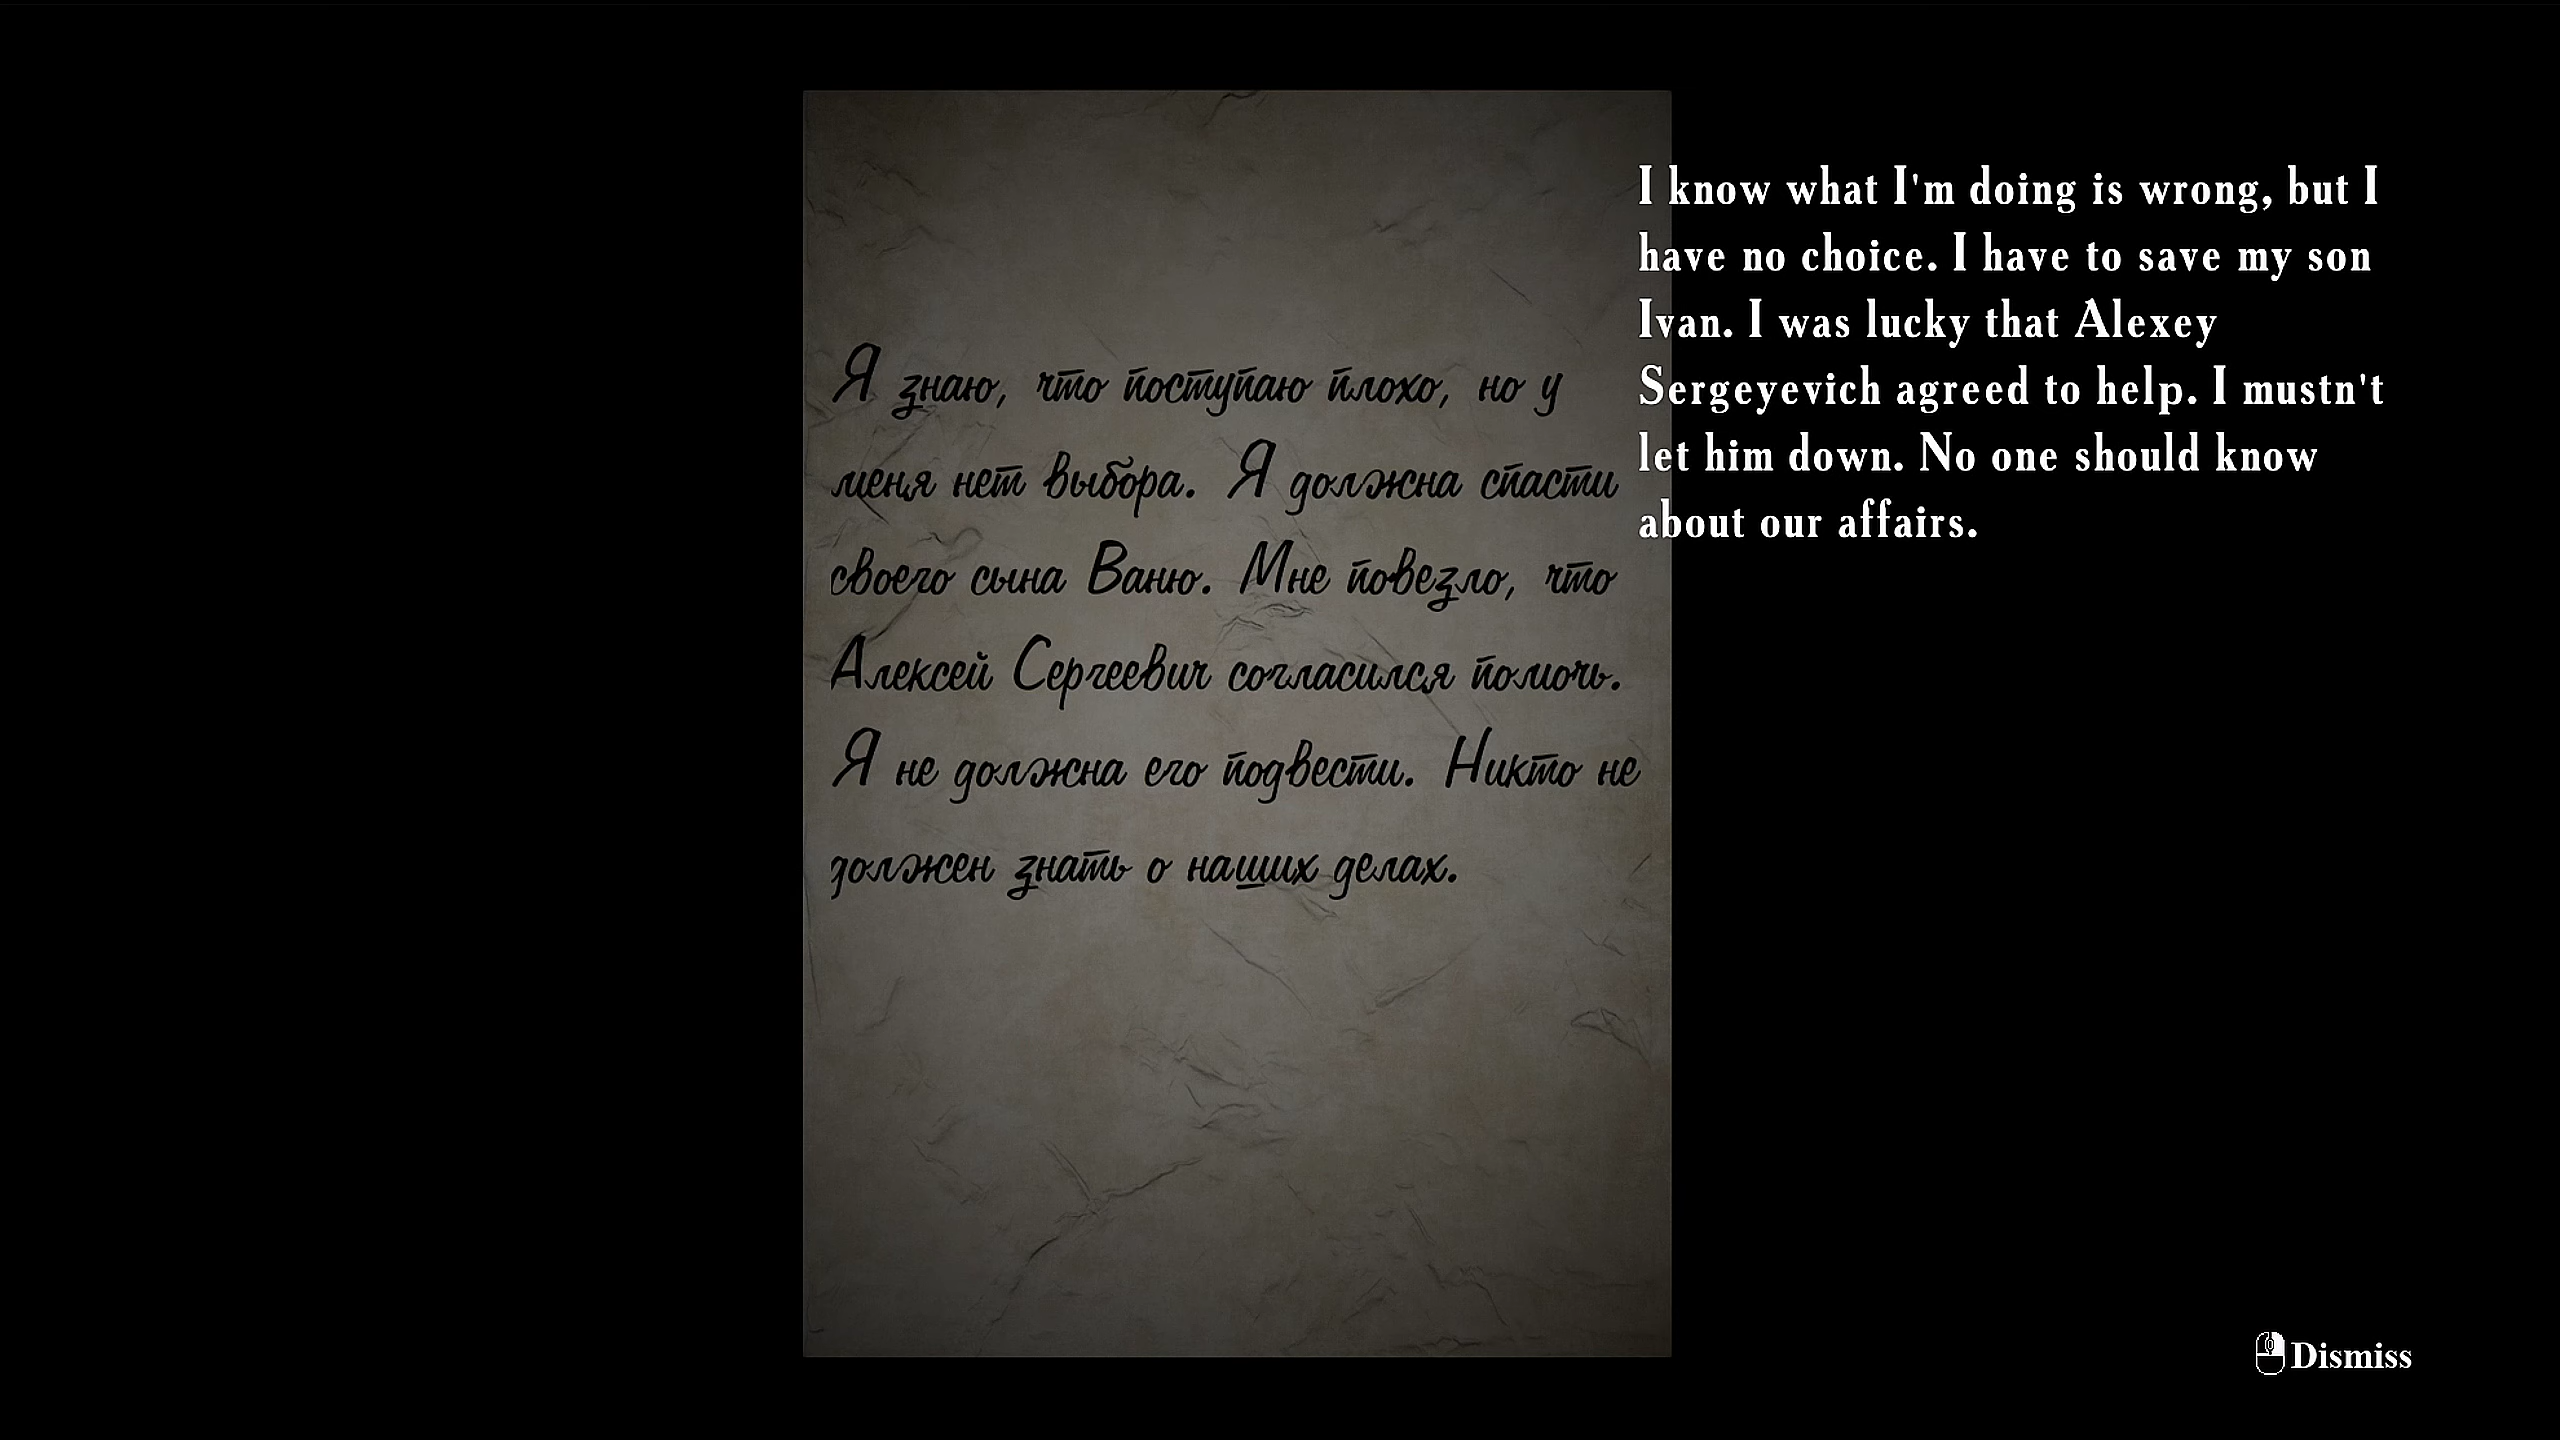 Я знаю, что поступаю плохо, но у
меня нет выбора. Я должна спасти
своего сына Ваню. Мне повезло, что
Алексей Сергеевич согласился помочь.
Я не должна его подвести. Никто не
должен знать о наших делах.
I know what I'm doing is wrong, but I
have no choice. I have to save my son
Ivan. I was lucky that Alexey
Sergeyevich agreed to help. I mustn't
let him down. No one should know
about our affairs.
Dismiss